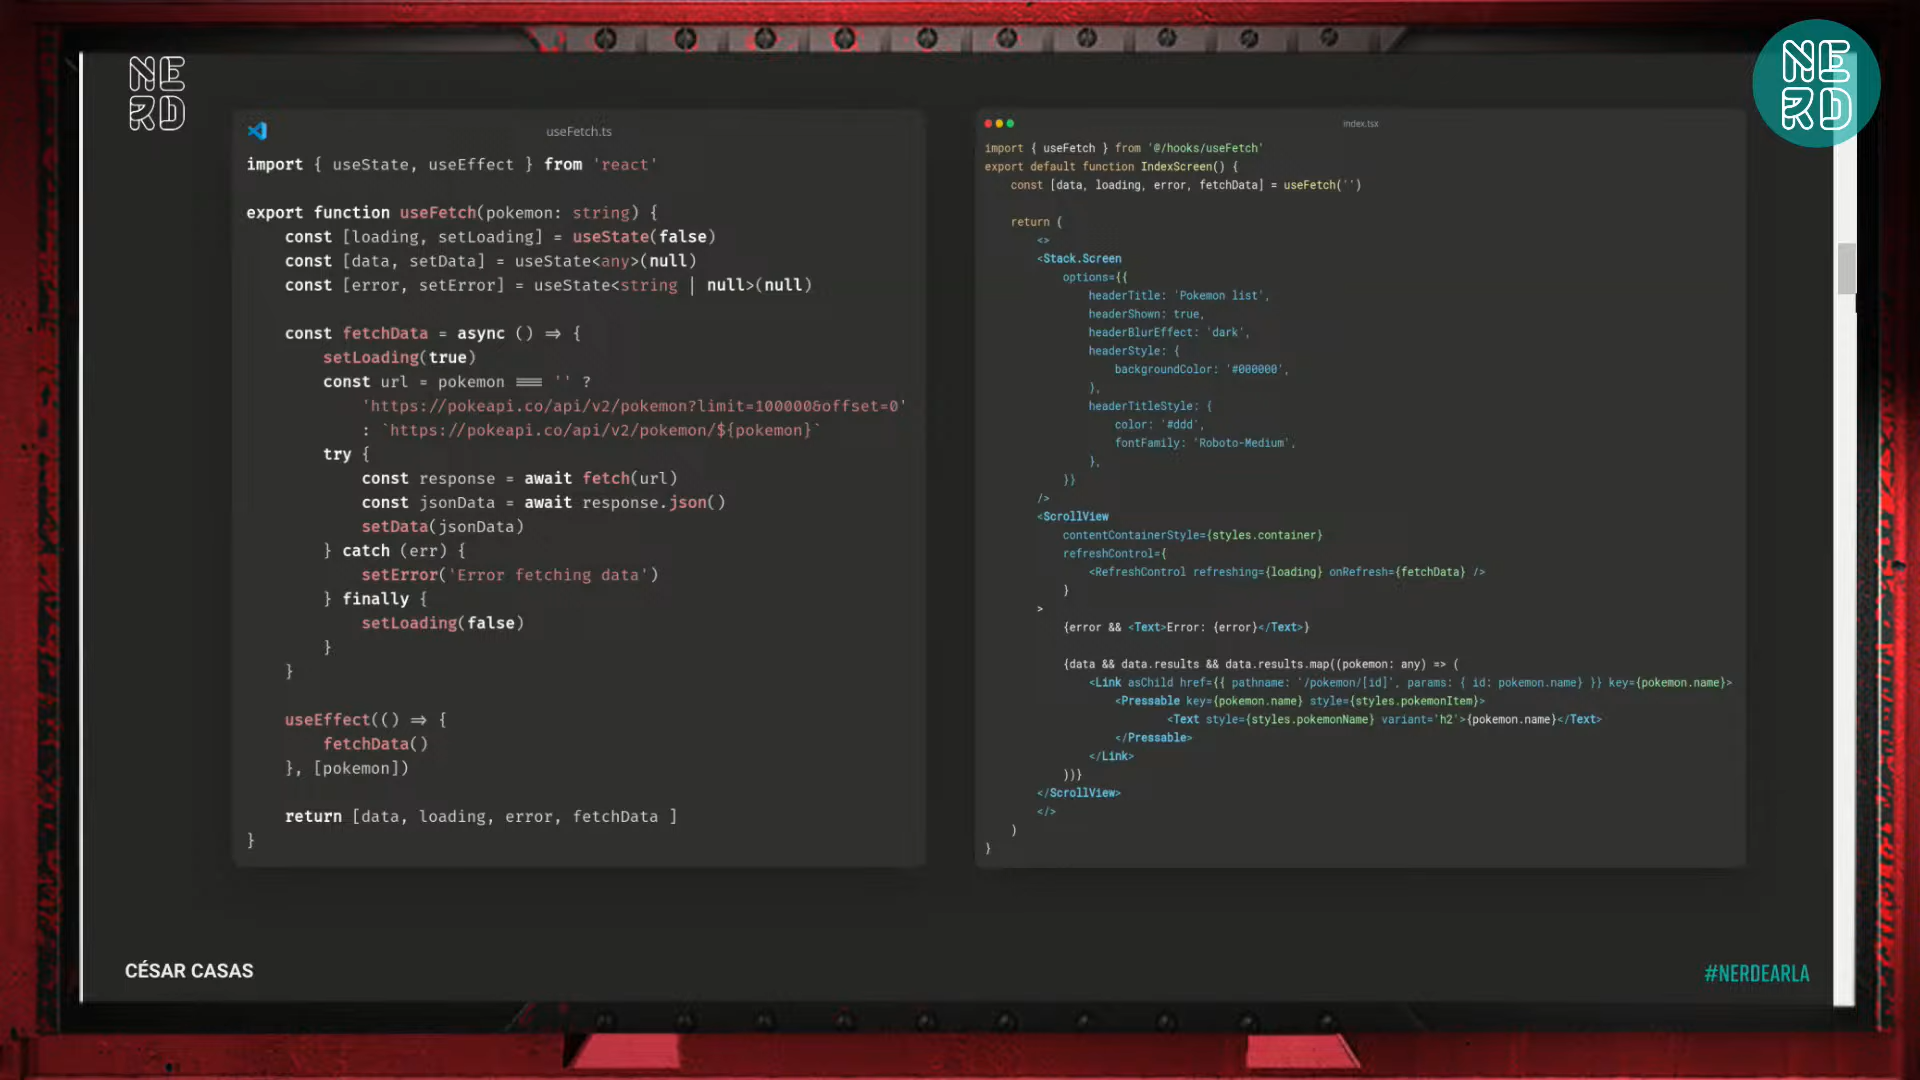 NE
RD
NE
RD
useFetch.ts
import { useState, useEffect } from 'react'
export function useFetch(pokemon: string) {
const [loading, setLoading] = useState(false)
const [data, setData] = useState<any>(null)
const [error, setError] = useState<string | null>(null)
const fetchData = async () => {
setLoading(true)
const url = pokemon === '' ?
'https://pokeapi.co/api/v2/pokemon?limit=100000&offset=0'
: `https://pokeapi.co/api/v2/pokemon/${pokemon}`
try {
const response = await fetch(url)
const jsonData = await response.json()
setData(jsonData)
} catch (err) {
setError('Error fetching data')
} finally {
setLoading(false)
}
}
useEffect(() => {
fetchData()
}, [pokemon])
return [data, loading, error, fetchData ]
}
index.tsx
import { useFetch } from '@/hooks/useFetch'
export default function IndexScreen() {
const [data, loading, error, fetchData] = useFetch('')
return (
<>
<Stack.Screen
options={{
headerTitle: 'Pokemon list',
headerShown: true,
headerBlurEffect: 'dark',
headerStyle: {
backgroundColor: '#000000',
},
headerTitleStyle: {
color: '#ddd',
fontFamily: 'Roboto-Medium',
},
}}
/>
<ScrollView
contentContainerStyle={styles.container}
refreshControl={
<RefreshControl refreshing={loading} onRefresh={fetchData} />
}
>
{error && <Text>Error: {error}</Text>}
{data && data.results && data.results.map((pokemon: any) => (
<Link asChild href={{ pathname: '/pokemon/[id]', params: { id: pokemon.name} }} key={pokemon.name}>
<Pressable key={pokemon.name} style={styles.pokemonItem}>
<Text style={styles.pokemonName} variant='h2'>{pokemon.name}</Text>
</Pressable>
</Link>
))}
</ScrollView>
</>
)
}
CÉSAR CASAS
#NERDEARLA